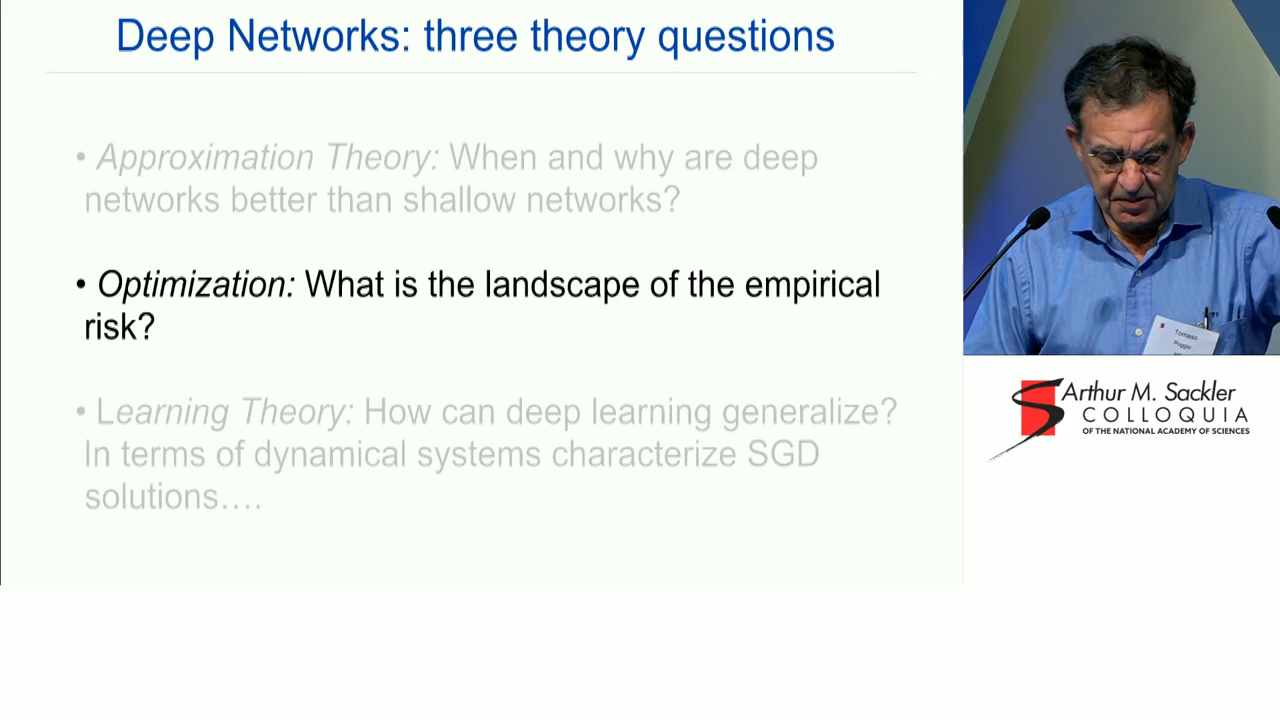 Deep Networks: three theory questions
• Approximation Theory: When and why are deep
networks better than shallow networks?
• Optimization: What is the landscape of the empirical
risk?
• Learning Theory: How can deep learning generalize?
In terms of dynamical systems characterize SGD
solutions….
Tomaso
Poggio
Arthur M. Sackler
COLLOQUIA
OF THE NATIONAL ACADEMY OF SCIENCES